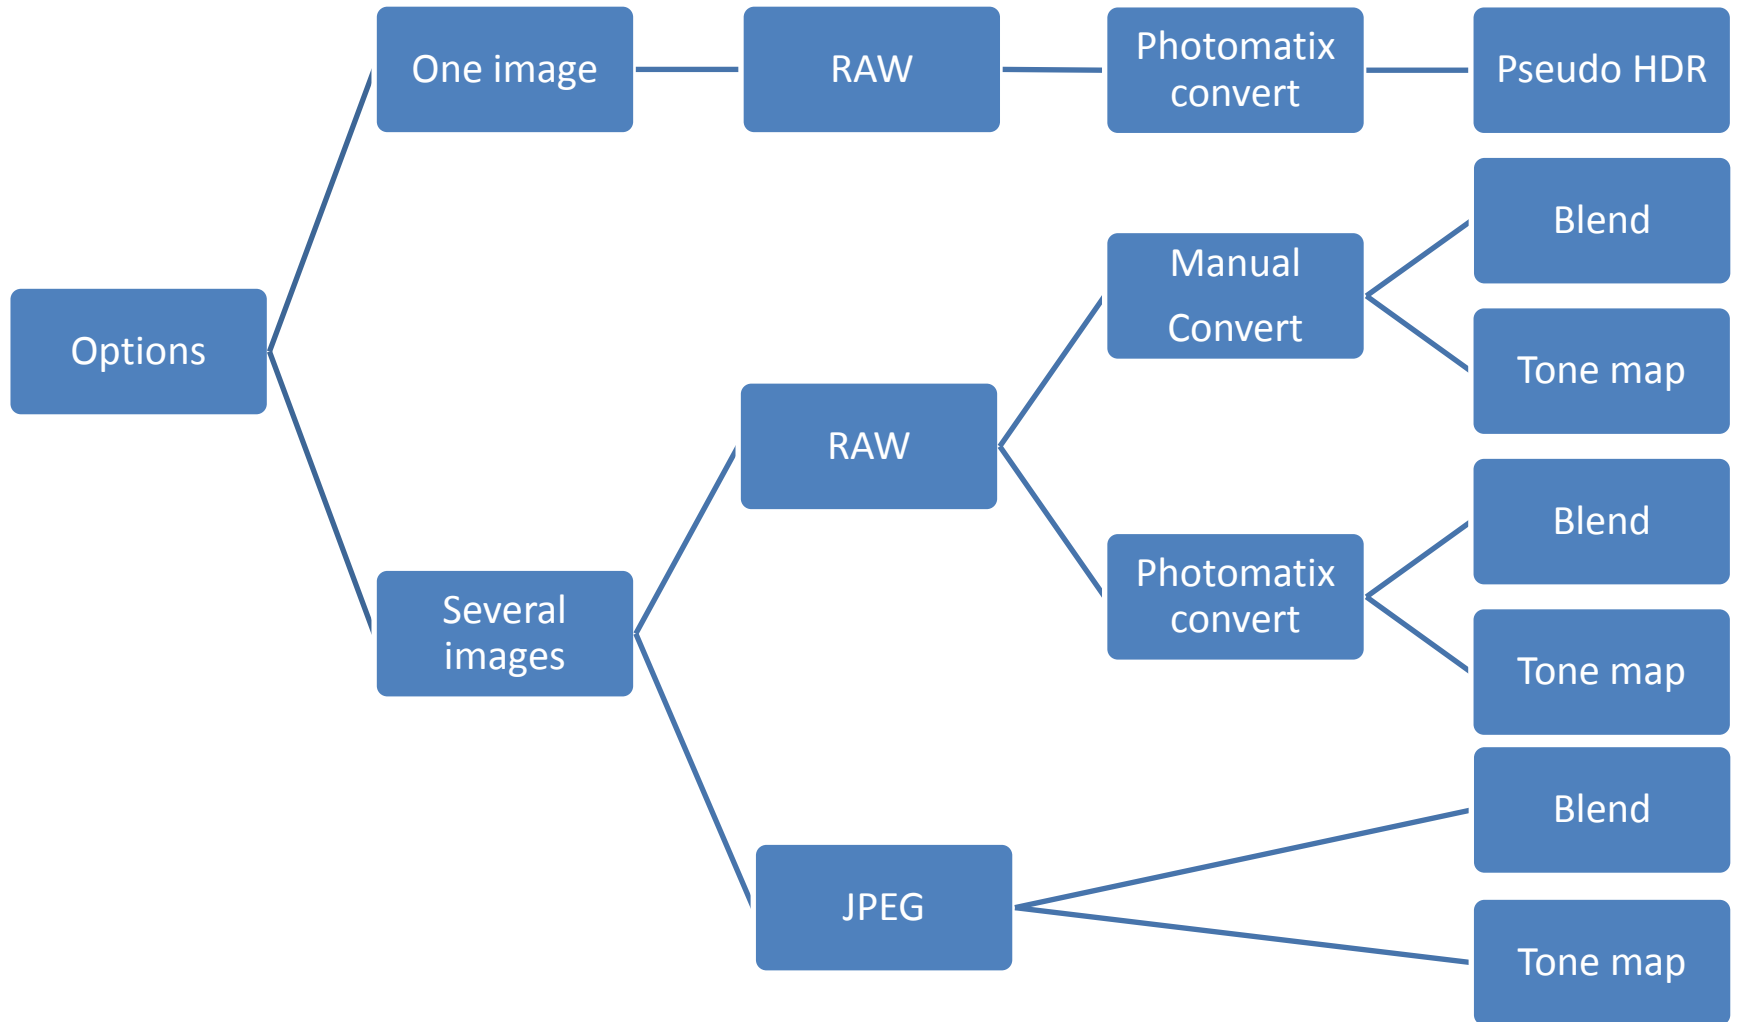 One image
RAW
Photomatix
convert
Pseudo HDR
Blend
Manual
Convert
Options
Tone map
RAW
Blend
Several
images
Photomatix
convert
Tone map
Blend
JPEG
Tone map